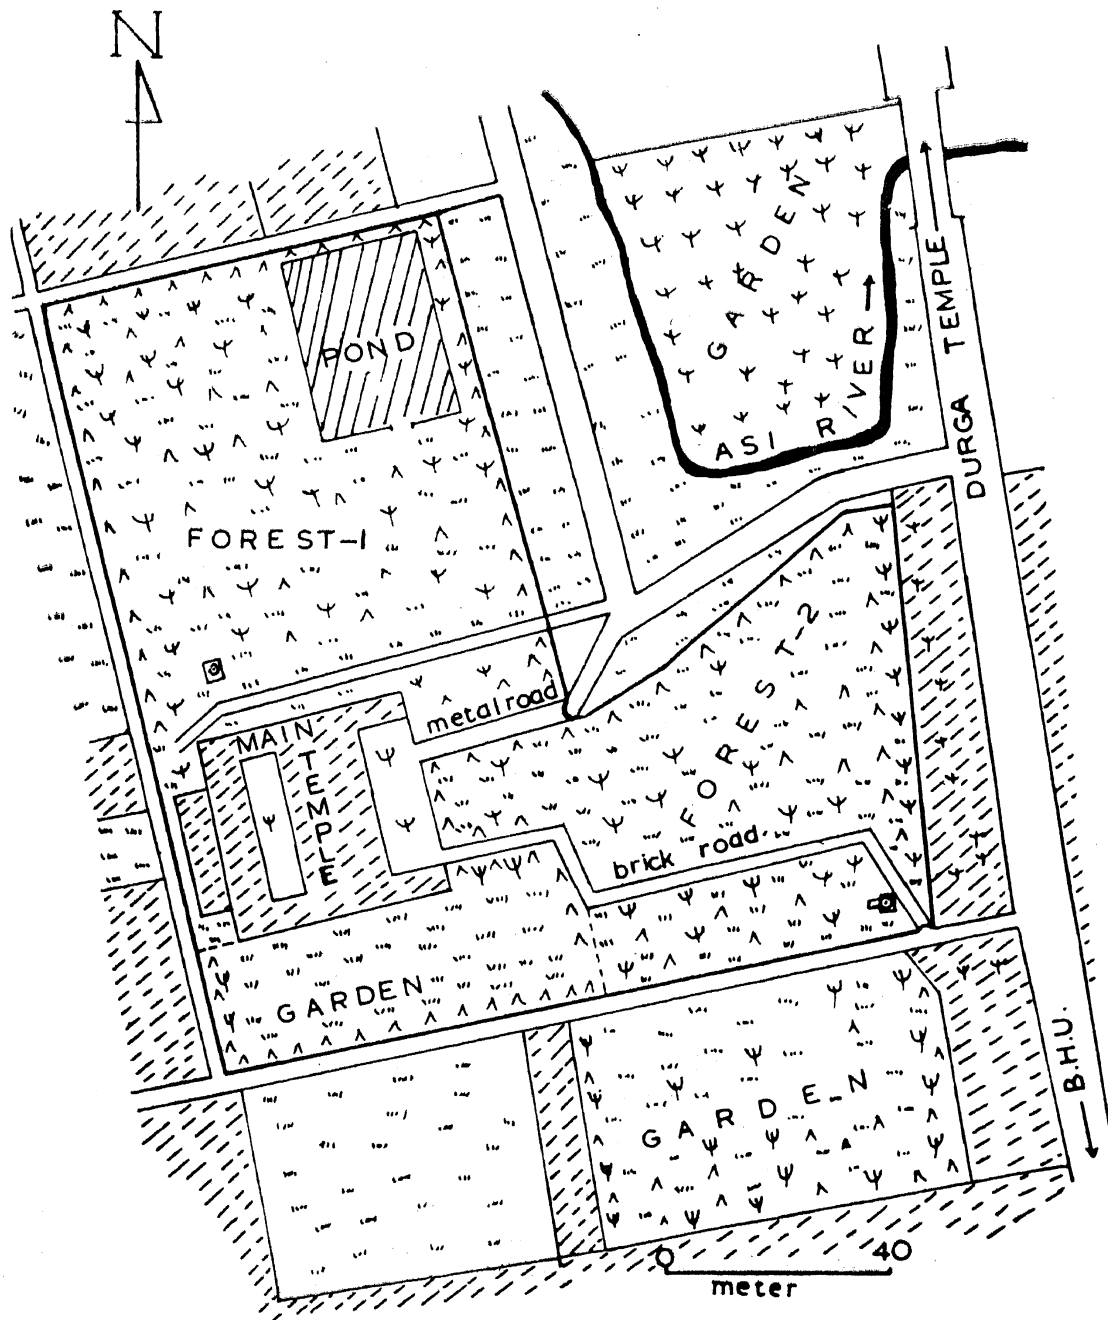 N
GARDEN
POND
ASI RIVER
DURGA TEMPLE
FOREST-1
FOREST-2
metal road
MAIN TEMPLE
brick road
GARDEN
GARDEN
B.H.U.
0 40
meter